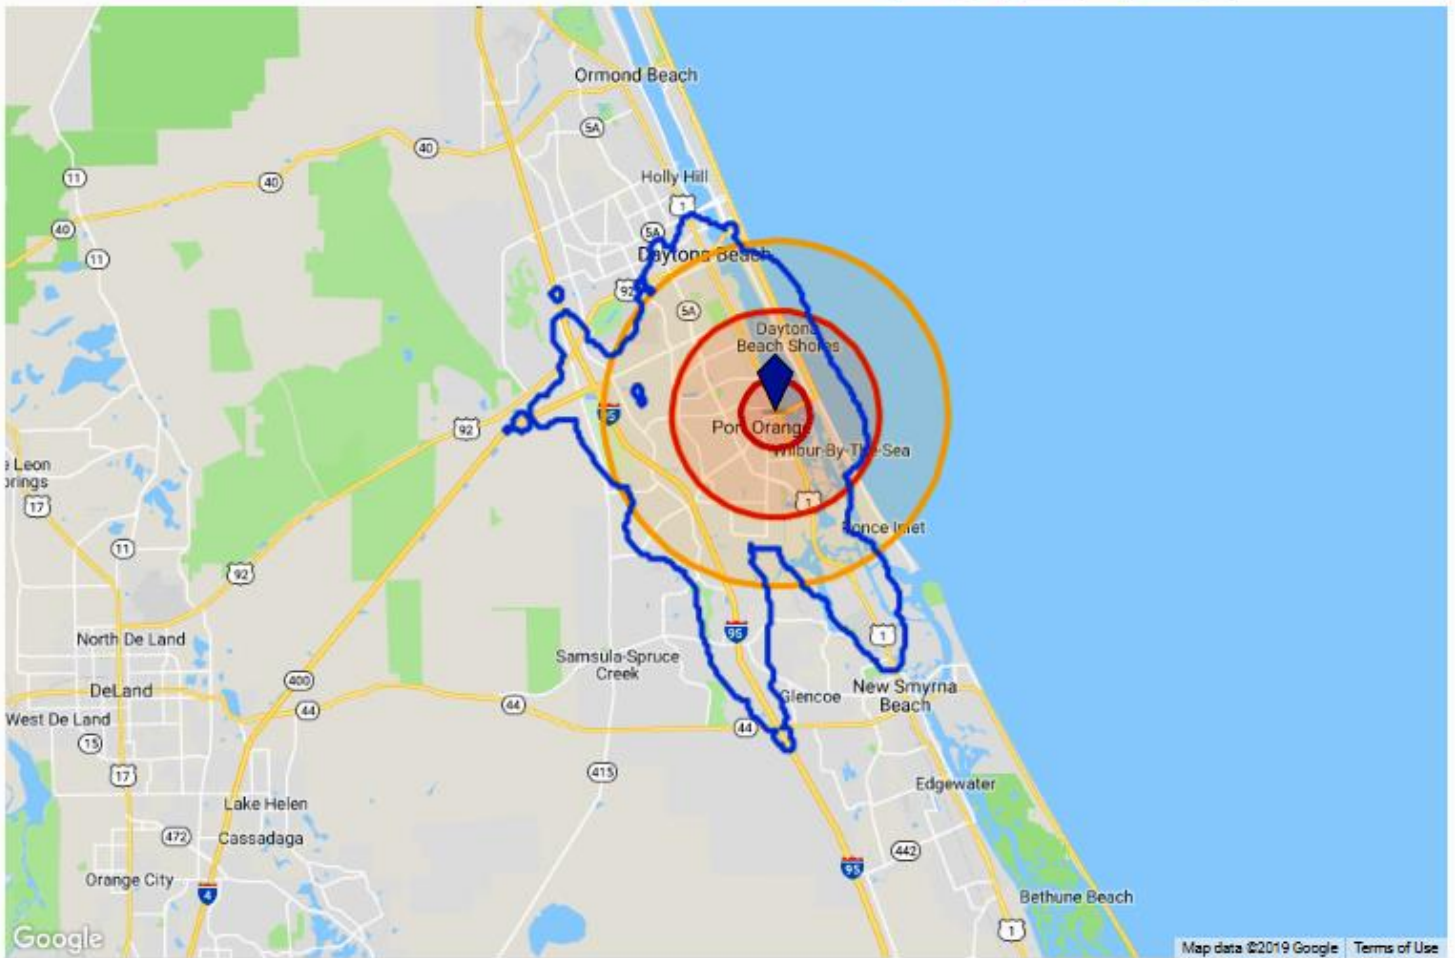 Ormond Beach
5A
40
11
40
Holly Hill
1
40
5A
11
Daytona Beach
92
5A
Daytona
Beach Shores
95
92
Port Orange
Wilbur-By-The-Sea
17
1
Ponce Inlet
11
92
95
1
North De Land
Samsula-Spruce
Creek
400
DeLand
Glencoe
New Smyrna
Beach
44
44
West De Land
44
15
17
415
Edgewater
Lake Helen
472
Cassadaga
442
95
Orange City
4
Bethune Beach
1
Google
Map data ©2019 Google
Terms of Use